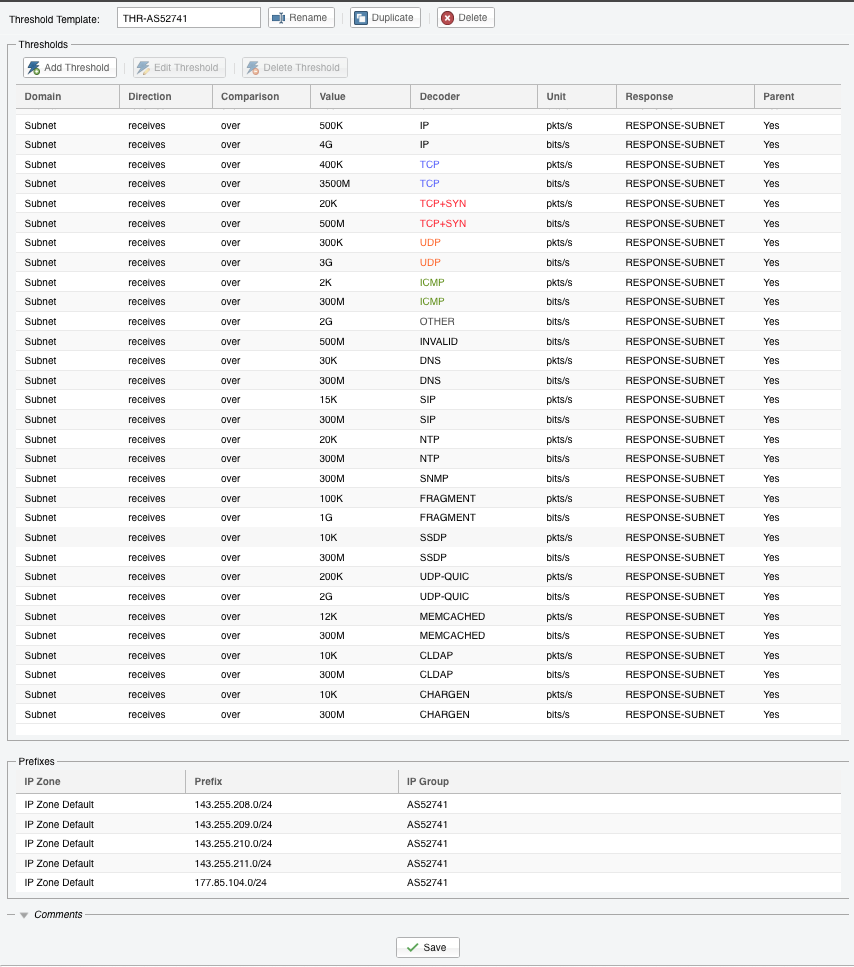 Threshold Template: THR-AS52741 Rename Duplicate Delete
Thresholds
Add Threshold Edit Threshold Delete Threshold
Domain Direction Comparison Value Decoder Unit Response Parent
Subnet receives over 500K IP pkts/s RESPONSE-SUBNET Yes
Subnet receives over 4G IP bits/s RESPONSE-SUBNET Yes
Subnet receives over 400K TCP pkts/s RESPONSE-SUBNET Yes
Subnet receives over 3500M TCP bits/s RESPONSE-SUBNET Yes
Subnet receives over 20K TCP+SYN pkts/s RESPONSE-SUBNET Yes
Subnet receives over 500M TCP+SYN bits/s RESPONSE-SUBNET Yes
Subnet receives over 300K UDP pkts/s RESPONSE-SUBNET Yes
Subnet receives over 3G UDP bits/s RESPONSE-SUBNET Yes
Subnet receives over 2K ICMP pkts/s RESPONSE-SUBNET Yes
Subnet receives over 300M ICMP bits/s RESPONSE-SUBNET Yes
Subnet receives over 2G OTHER bits/s RESPONSE-SUBNET Yes
Subnet receives over 500M INVALID bits/s RESPONSE-SUBNET Yes
Subnet receives over 30K DNS pkts/s RESPONSE-SUBNET Yes
Subnet receives over 300M DNS bits/s RESPONSE-SUBNET Yes
Subnet receives over 15K SIP pkts/s RESPONSE-SUBNET Yes
Subnet receives over 300M SIP bits/s RESPONSE-SUBNET Yes
Subnet receives over 20K NTP pkts/s RESPONSE-SUBNET Yes
Subnet receives over 300M NTP bits/s RESPONSE-SUBNET Yes
Subnet receives over 300M SNMP bits/s RESPONSE-SUBNET Yes
Subnet receives over 100K FRAGMENT pkts/s RESPONSE-SUBNET Yes
Subnet receives over 1G FRAGMENT bits/s RESPONSE-SUBNET Yes
Subnet receives over 10K SSDP pkts/s RESPONSE-SUBNET Yes
Subnet receives over 300M SSDP bits/s RESPONSE-SUBNET Yes
Subnet receives over 200K UDP-QUIC pkts/s RESPONSE-SUBNET Yes
Subnet receives over 2G UDP-QUIC bits/s RESPONSE-SUBNET Yes
Subnet receives over 12K MEMCACHED pkts/s RESPONSE-SUBNET Yes
Subnet receives over 300M MEMCACHED bits/s RESPONSE-SUBNET Yes
Subnet receives over 10K CLDAP pkts/s RESPONSE-SUBNET Yes
Subnet receives over 300M CLDAP bits/s RESPONSE-SUBNET Yes
Subnet receives over 10K CHARGEN pkts/s RESPONSE-SUBNET Yes
Subnet receives over 300M CHARGEN bits/s RESPONSE-SUBNET Yes
Prefixes
IP Zone Prefix IP Group
IP Zone Default 143.255.208.0/24 AS52741
IP Zone Default 143.255.209.0/24 AS52741
IP Zone Default 143.255.210.0/24 AS52741
IP Zone Default 143.255.211.0/24 AS52741
IP Zone Default 177.85.104.0/24 AS52741
Comments
Save